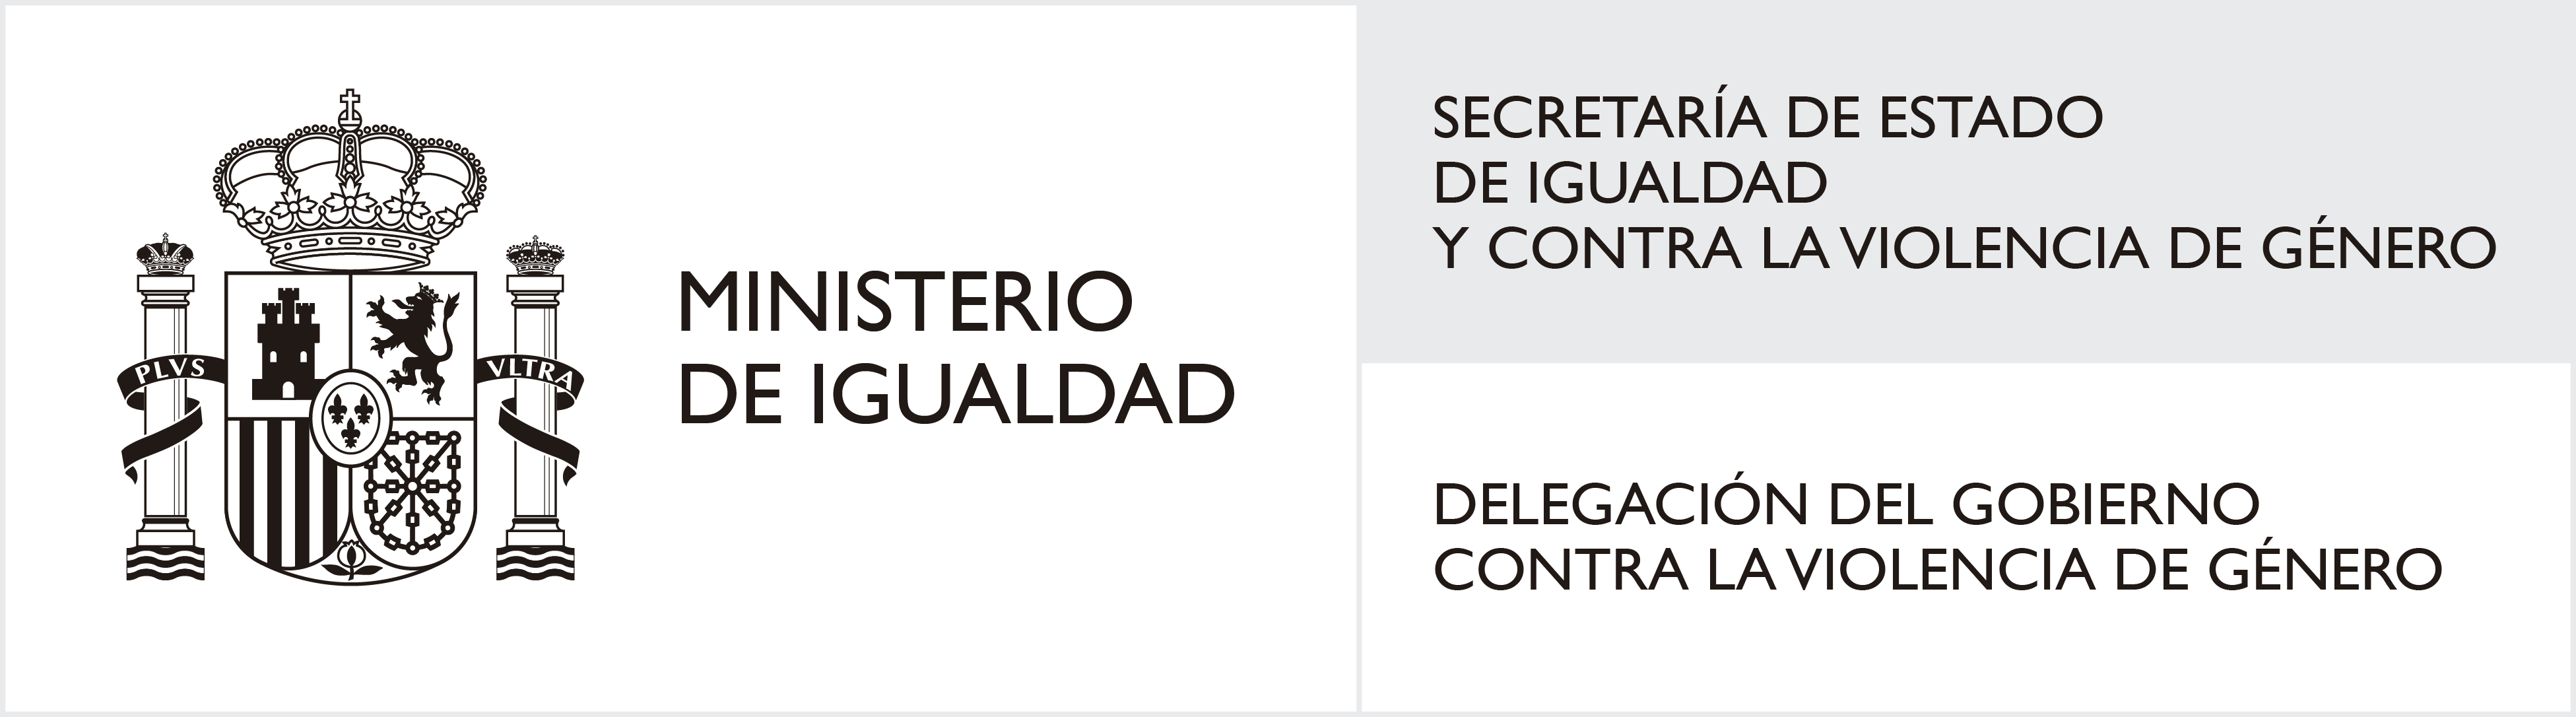 PLVS
VLTRA
MINISTERIO
DE IGUALDAD
SECRETARÍA DE ESTADO
DE IGUALDAD
Y CONTRA LA VIOLENCIA DE GÉNERO
DELEGACIÓN DEL GOBIERNO
CONTRA LA VIOLENCIA DE GÉNERO